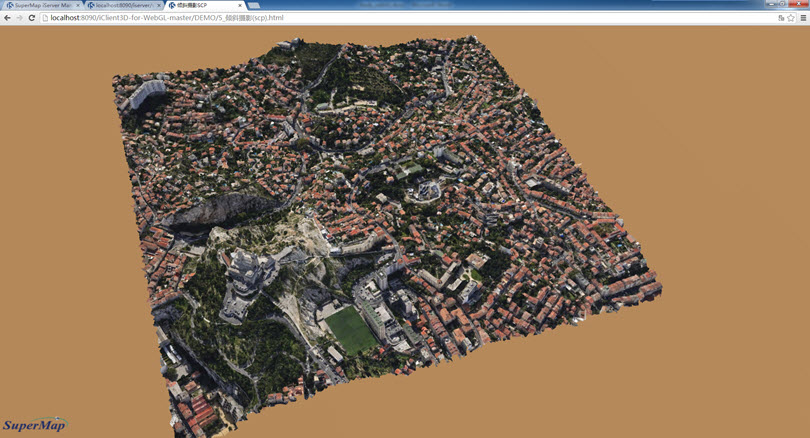 SuperMap iServer Man
localhost:8090/iserver/
倾斜摄影SCP
localhost:8090/iClient3D-for-WebGL-master/DEMO/5_倾斜摄影(scp).html
SuperMap